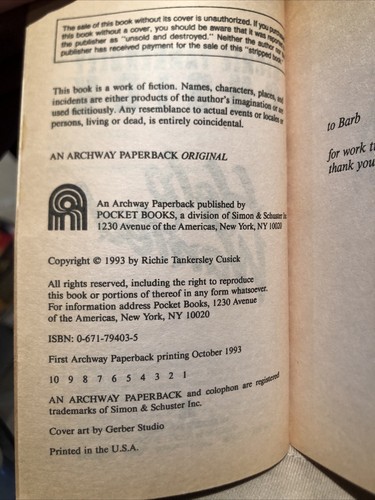 The sale of this book without its cover is unauthorized. If you
this book without a cover, you should be aware that it was
the publisher as "unsold and destroyed." Neither the author
publisher has received payment for the sale of this "stripped
This book is a work of fiction. Names, characters, places, and
incidents are either products of the author's imagination or
used fictitiously. Any resemblance to actual events or locales or
persons, living or dead, is entirely coincidental.
AN ARCHWAY PAPERBACK ORIGINAL
An Archway Paperback published by
POCKET BOOKS, a division of Simon & Schuster
1230 Avenue of the Americas, New York, NY 10020
Copyright © 1993 by Richie Tankersley Cusick
All rights reserved, including the right to reproduce
this book or portions thereof in any form whatsoever.
For information address Pocket Books, 1230 Avenue
of the Americas, New York, NY 10020
ISBN: 0-671-79403-5
First Archway Paperback printing October 1993
10 9 8 7 6 5 4 3 2 1
AN ARCHWAY PAPERBACK and colophon are registered
trademarks of Simon & Schuster Inc.
Cover art by Gerber Studio
Printed in the U.S.A.
to Barb
for work
thank you